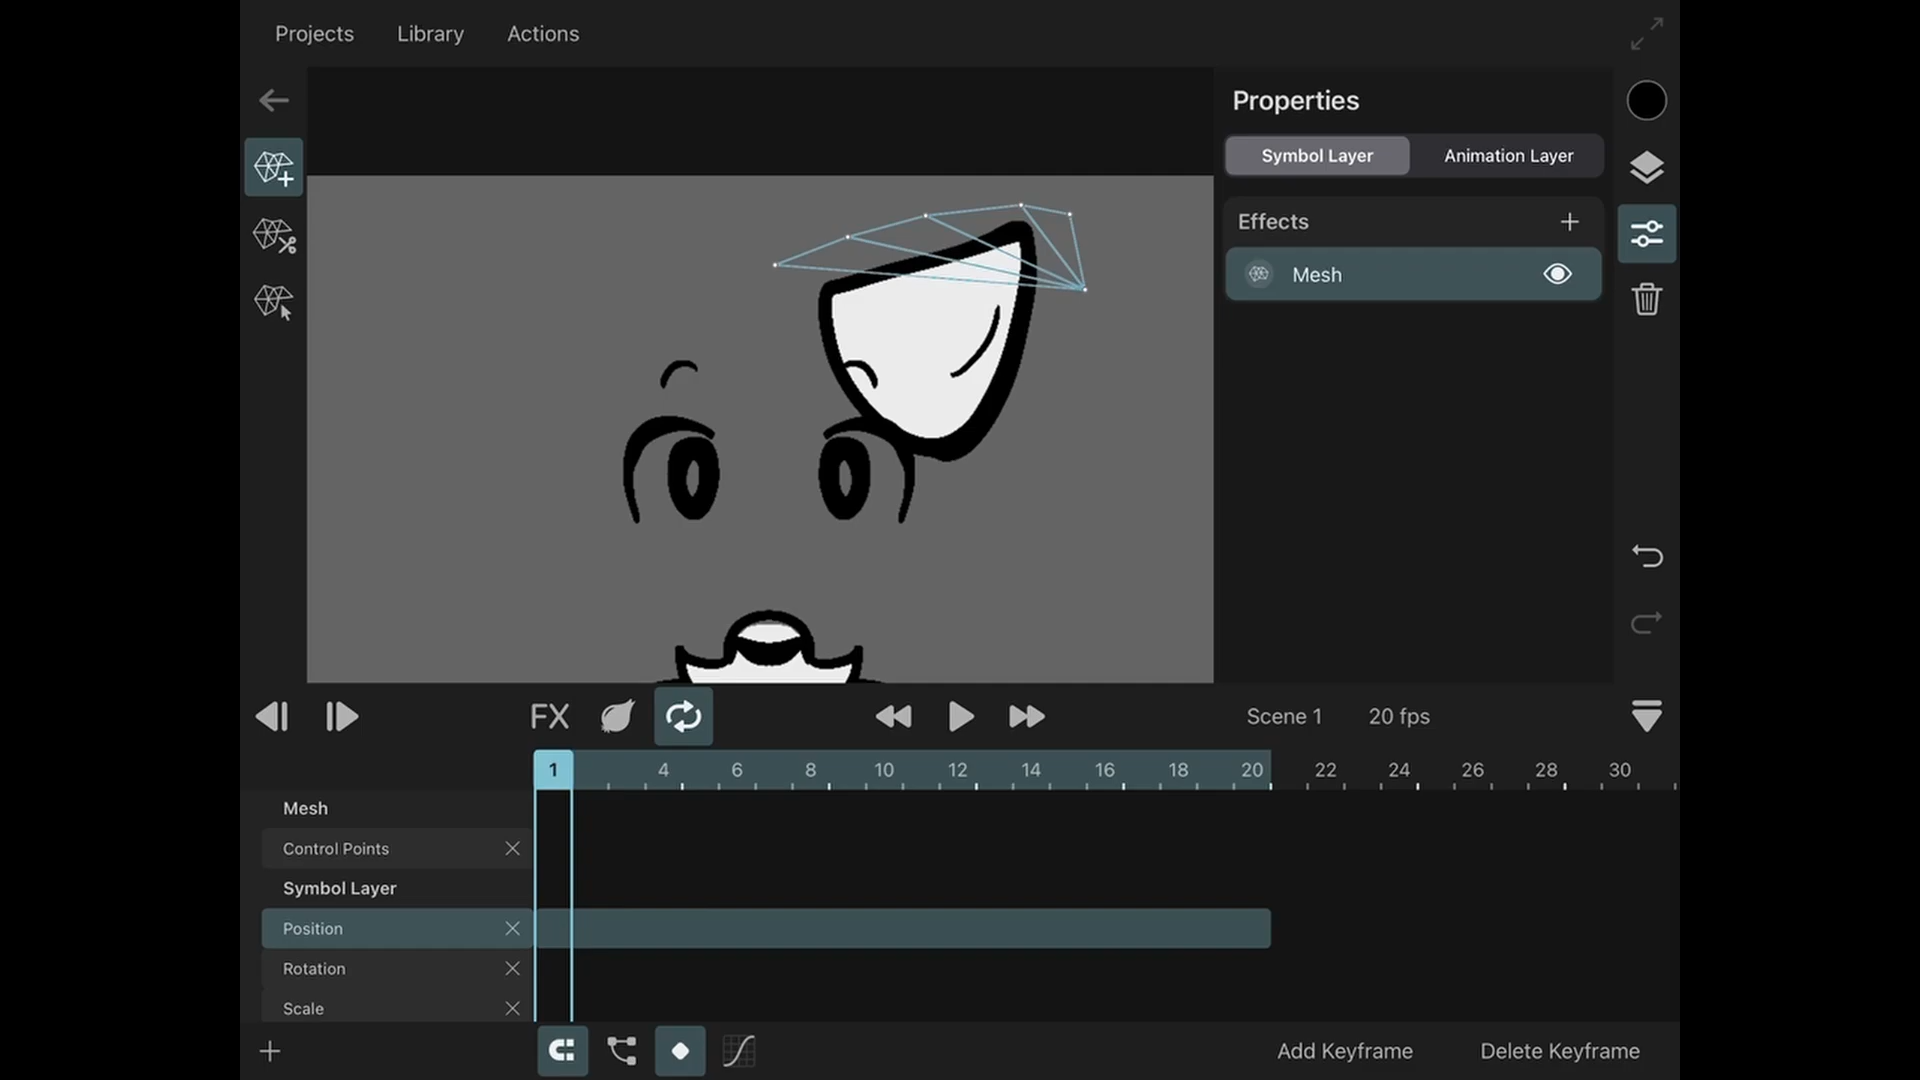 Projects Library Actions
Properties
Symbol Layer Animation Layer
Effects
Mesh
FX
Scene 1 20 fps
1 4 6 8 10 12 14 16 18 20 22 24 26 28 30
Mesh
Control Points
Symbol Layer
Position
Rotation
Scale
Add Keyframe Delete Keyframe